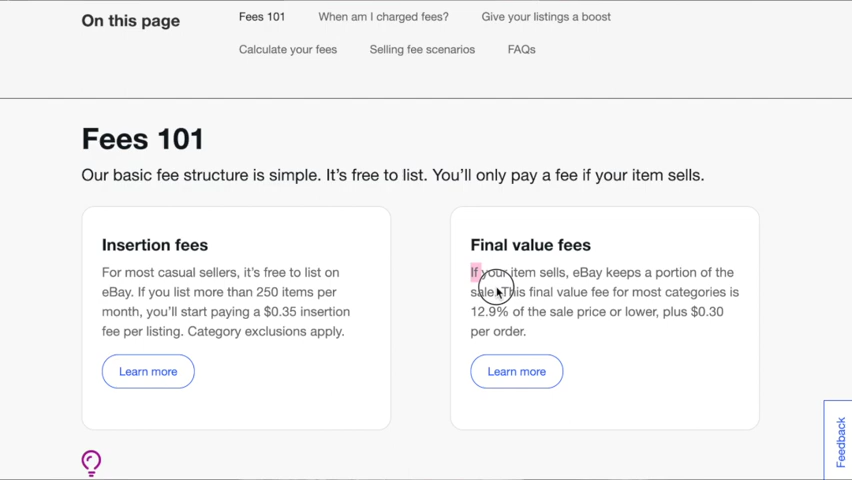 On this page
Fees 101
When am I charged fees?
Give your listings a boost
Calculate your fees
Selling fee scenarios
FAQs
Fees 101
Our basic fee structure is simple. It's free to list. You'll only pay a fee if your item sells.
Insertion fees
For most casual sellers, it's free to list on
eBay. If you list more than 250 items per
month, you'll start paying a $0.35 insertion
fee per listing. Category exclusions apply.
Learn more
Final value fees
If your item sells, eBay keeps a portion of the
sale. This final value fee for most categories is
12.9% of the sale price or lower, plus $0.30
per order.
Learn more
Feedback